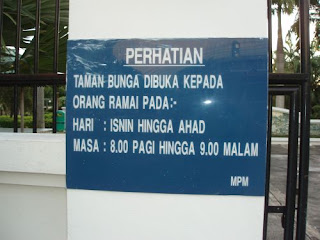 PERHATIAN
TAMAN BUNGA DIBUKA KEPADA
ORANG RAMAI PADA:-
HARI : ISNIN HINGGA AHAD
MASA : 8.00 PAGI HINGGA 9.00 MALAM
MPM